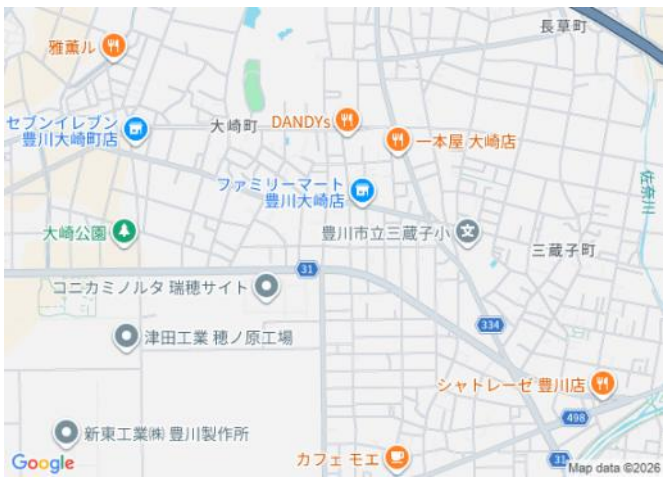 長草町
雅薫ル
セブンイレブン
豊川大崎町店
大崎町
DANDYs
一本屋 大崎店
ファミリーマート
豊川大崎店
佐奈川
大崎公園
豊川市立三蔵子小
文
三蔵子町
31
コニカミノルタ 瑞穂サイト
334
津田工業 穂ノ原工場
シャトレーゼ 豊川店
498
新東工業㈱ 豊川製作所
カフェ モエ
31
Google
Map data ©2026